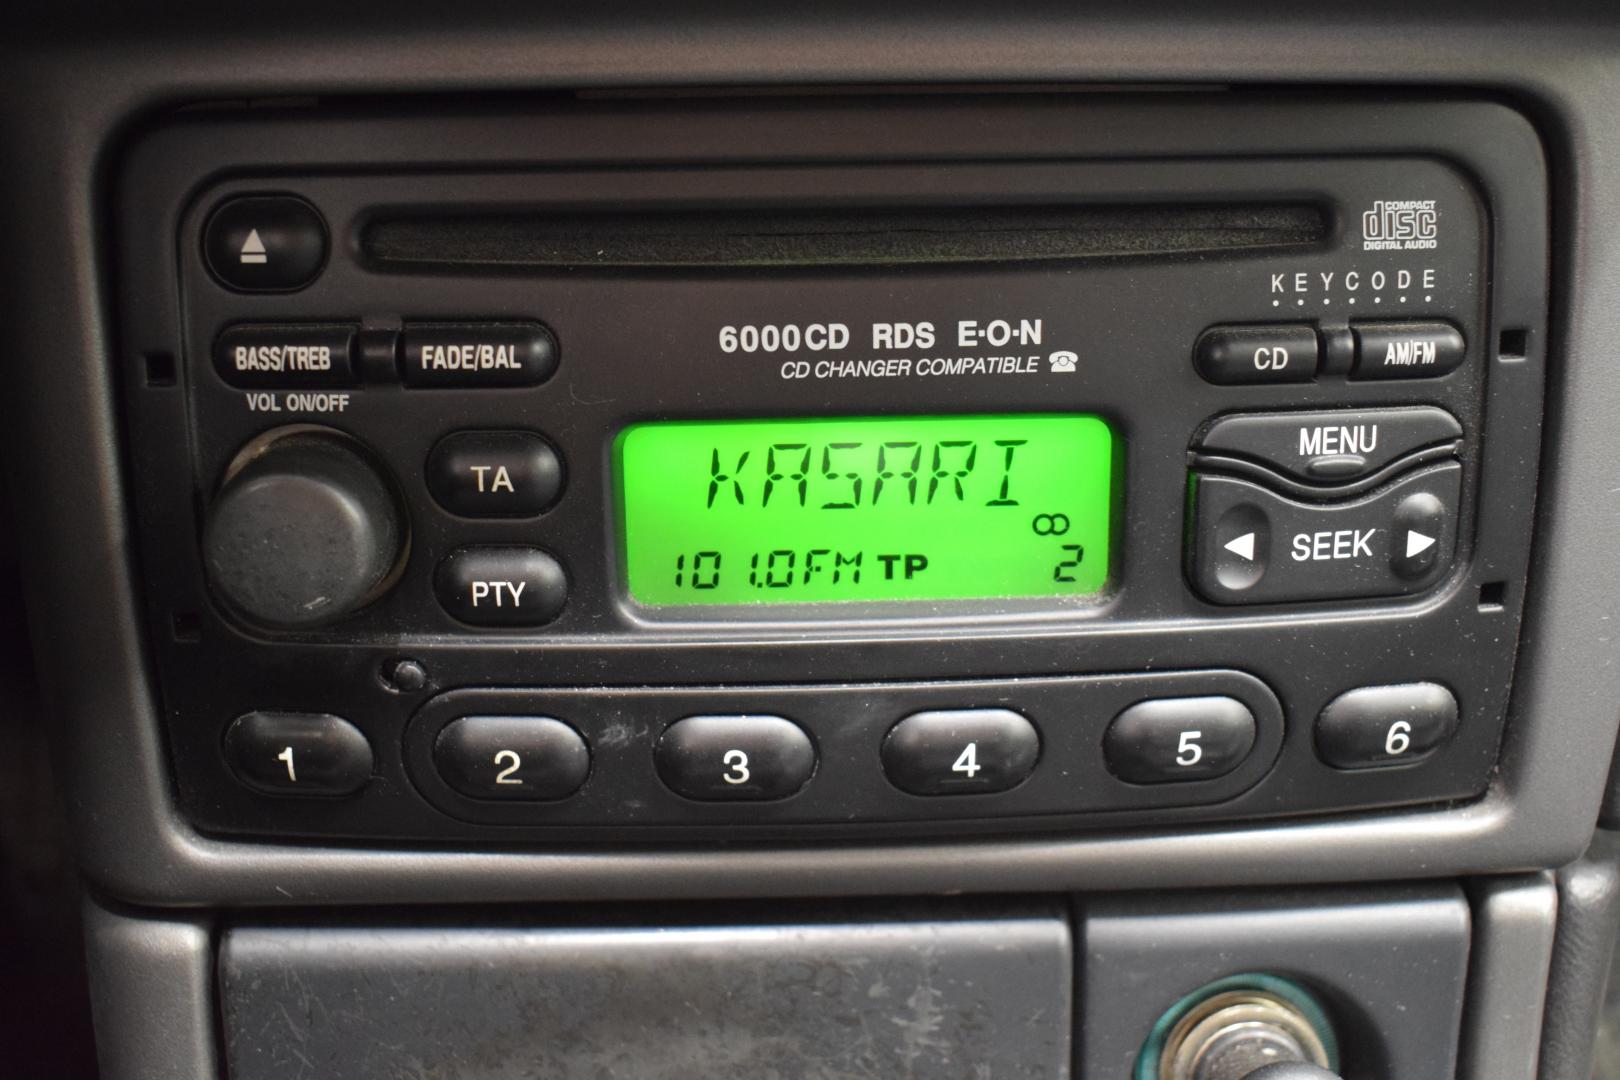 COMPACT
disc
DIGITAL AUDIO
KEYCODE
6000CD RDS E·O·N
CD CHANGER COMPATIBLE
BASS/TREB FADE/BAL
CD AM/FM
VOL ON/OFF
TA
PTY
KASARI
101.0FM TP 2
MENU
SEEK
1 2 3 4 5 6